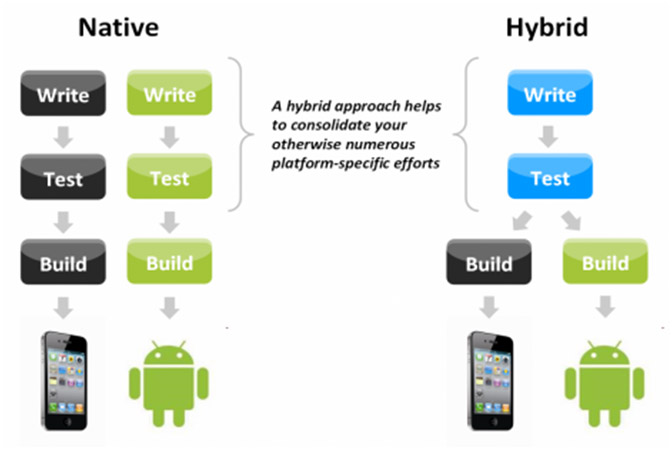 Native
Hybrid
Write
Write
Write
A hybrid approach helps
to consolidate your
otherwise numerous
platform-specific efforts
Test
Test
Test
Build
Build
Build
Build